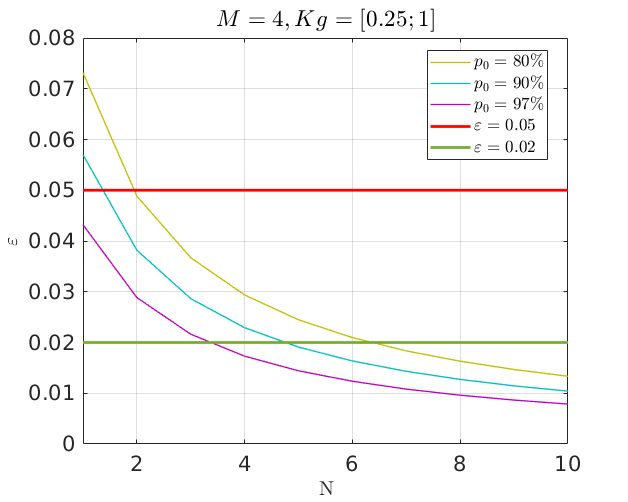 M = 4, Kg = [0.25; 1]
0.08
0.07
0.06
0.05
0.04
0.03
0.02
0.01
0
ε
p₀ = 80%
p₀ = 90%
p₀ = 97%
ε = 0.05
ε = 0.02
2
4
6
8
10
N